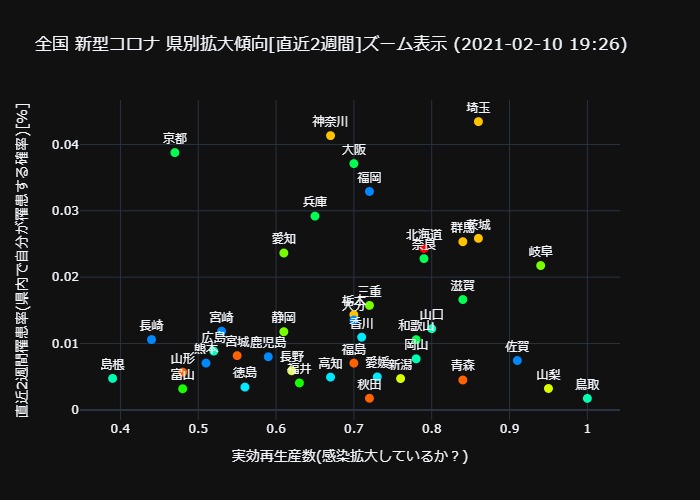 全国 新型コロナ 県別拡大傾向[直近2週間]ズーム表示 (2021-02-10 19:26)
直近2週間罹患率(県内で自分が罹患する確率)[%]
埼玉
神奈川
京都
0.04
大阪
福岡
兵庫
0.03
愛知
北海道
群馬
茨城
奈良
岐阜
0.02
滋賀
三重
栃木
大分
山口
宮崎
静岡
香川
和歌山
長崎
0.01
広島
宮城
鹿児島
岡山
佐賀
熊本
福島
山形
長野
島根
富山
徳島
福井
高知
愛媛
新潟
青森
秋田
山梨
鳥取
0
0.4
0.5
0.6
0.7
0.8
0.9
1
実効再生産数(感染拡大しているか？)